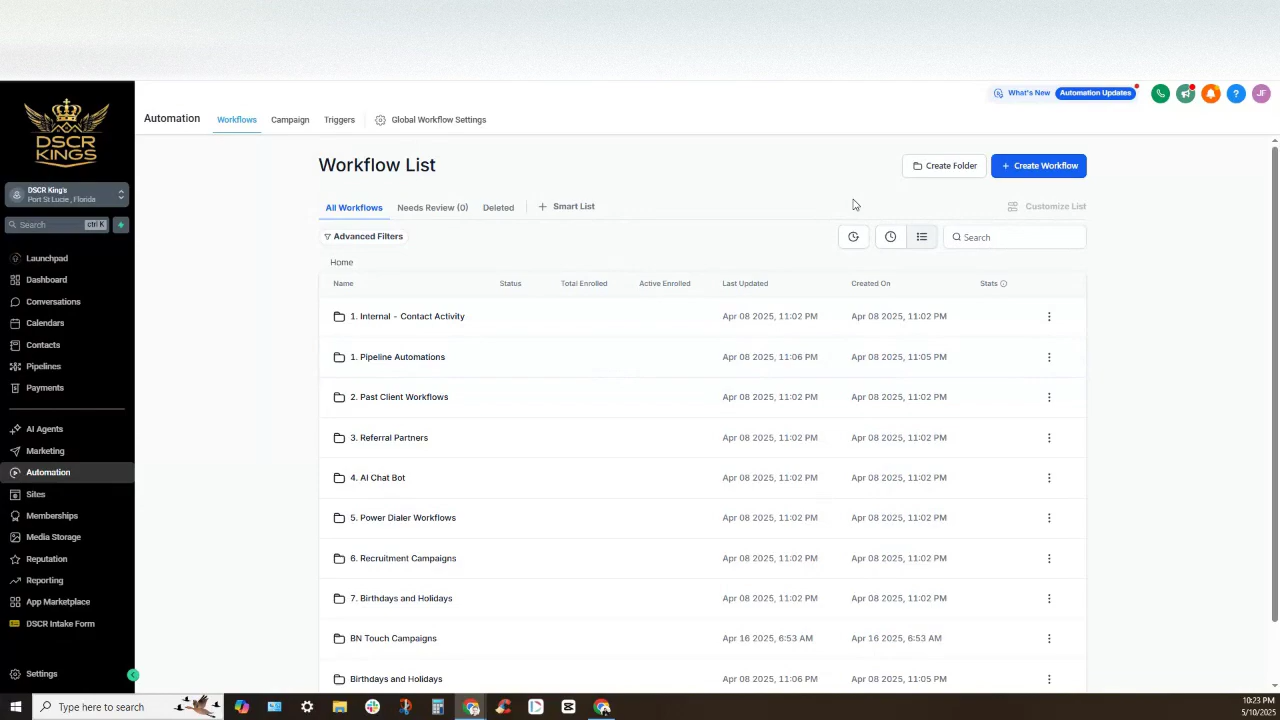 What's New Automation Updates JF
Automation Workflows Campaign Triggers Global Workflow Settings
DSCR
KINGS
DSCR King's
Port St Lucie , Florida
Search ctrl K
Launchpad
Dashboard
Conversations
Calendars
Contacts
Pipelines
Payments
AI Agents
Marketing
Automation
Sites
Memberships
Media Storage
Reputation
Reporting
App Marketplace
DSCR Intake Form
Settings
Workflow List
Create Folder + Create Workflow
All Workflows Needs Review (0) Deleted + Smart List Customize List
Advanced Filters Search
Home
Name Status Total Enrolled Active Enrolled Last Updated Created On Stats
1. Internal - Contact Activity Apr 08 2025, 11:02 PM Apr 08 2025, 11:02 PM
1. Pipeline Automations Apr 08 2025, 11:06 PM Apr 08 2025, 11:05 PM
2. Past Client Workflows Apr 08 2025, 11:02 PM Apr 08 2025, 11:02 PM
3. Referral Partners Apr 08 2025, 11:02 PM Apr 08 2025, 11:02 PM
4. AI Chat Bot Apr 08 2025, 11:02 PM Apr 08 2025, 11:02 PM
5. Power Dialer Workflows Apr 08 2025, 11:02 PM Apr 08 2025, 11:02 PM
6. Recruitment Campaigns Apr 08 2025, 11:02 PM Apr 08 2025, 11:02 PM
7. Birthdays and Holidays Apr 08 2025, 11:02 PM Apr 08 2025, 11:02 PM
BN Touch Campaigns Apr 16 2025, 6:53 AM Apr 16 2025, 6:53 AM
Birthdays and Holidays Apr 08 2025, 11:02 PM Apr 08 2025, 11:05 PM
Type here to search
10:23 PM
5/10/2025